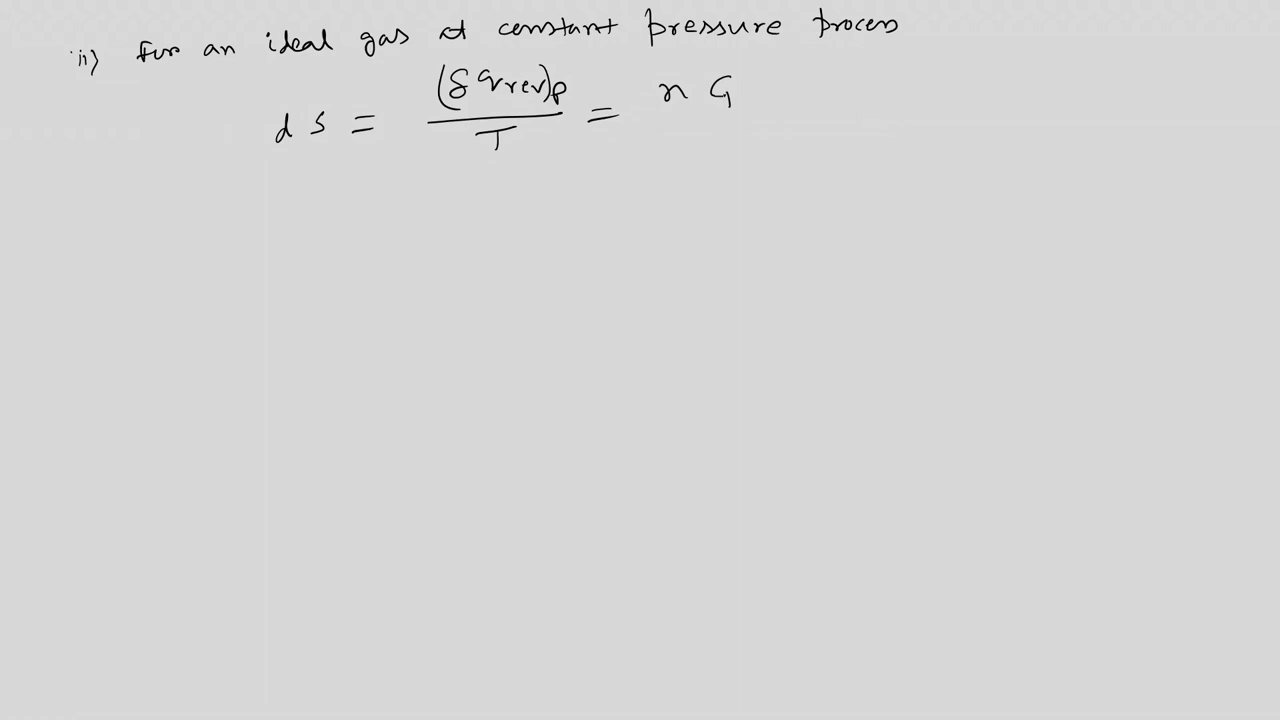 ii) For an ideal gas at constant pressure process
dS = (δqrev)p / T = n C